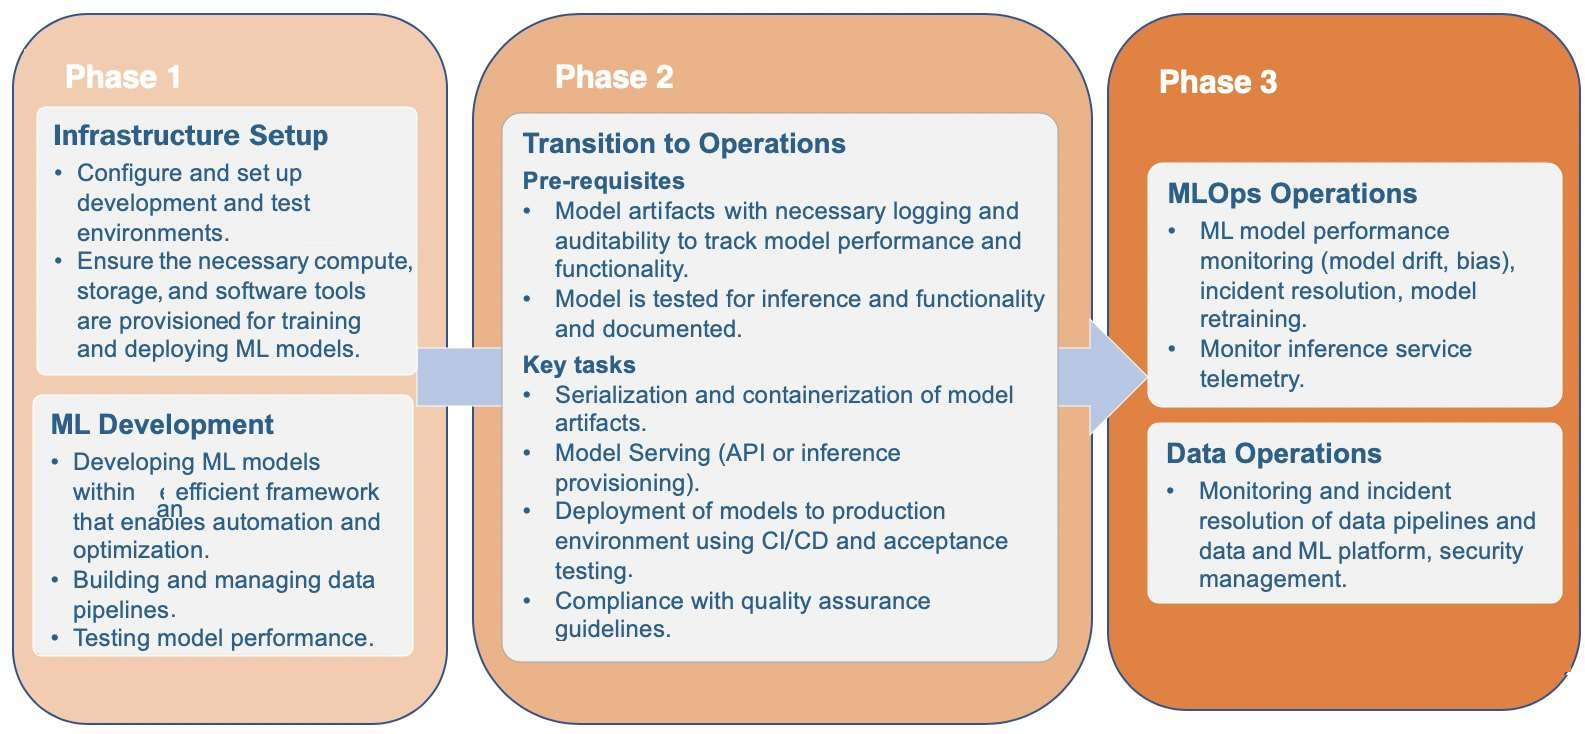 Phase 1
Infrastructure Setup
• Configure and set up
development and test
environments.
• Ensure the necessary compute,
storage, and software tools
are provisioned for training
and deploying ML models.
ML Development
• Developing ML models
within an efficient framework
that enables automation and
optimization.
• Building and managing data
pipelines.
• Testing model performance.
Phase 2
Transition to Operations
Pre-requisites
• Model artifacts with necessary logging and
auditability to track model performance and
functionality.
• Model is tested for inference and functionality
and documented.
Key tasks
• Serialization and containerization of model
artifacts.
• Model Serving (API or inference
provisioning).
• Deployment of models to production
environment using CI/CD and acceptance
testing.
• Compliance with quality assurance
guidelines.
Phase 3
MLOps Operations
• ML model performance
monitoring (model drift, bias),
incident resolution, model
retraining.
• Monitor inference service
telemetry.
Data Operations
• Monitoring and incident
resolution of data pipelines and
data and ML platform, security
management.